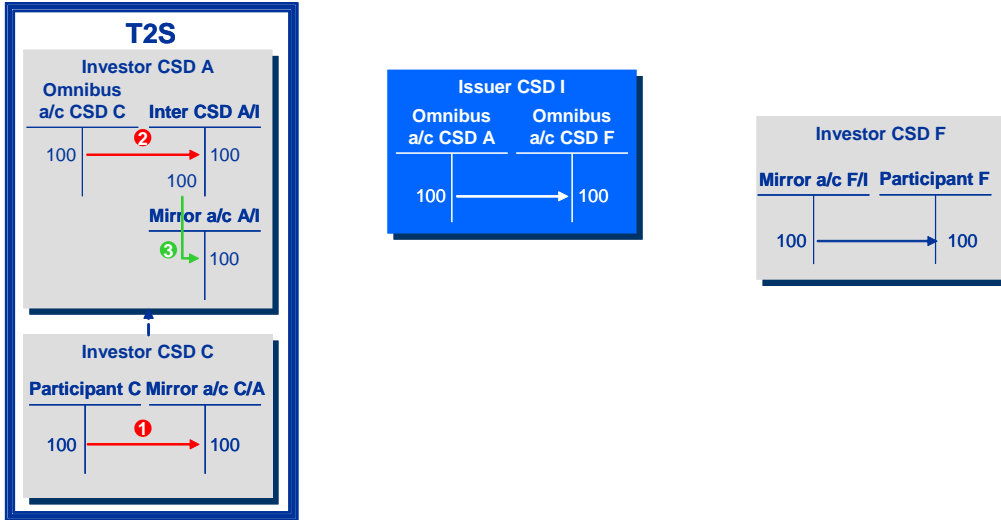 T2S
Investor CSD A
Omnibus
a/c CSD C Inter CSD A/I
2
100 100
100
Mirror a/c A/I
3
100
Investor CSD C
Participant C Mirror a/c C/A
1
100 100
Issuer CSD I
Omnibus Omnibus
a/c CSD A a/c CSD F
100 100
Investor CSD F
Mirror a/c F/I Participant F
100 100